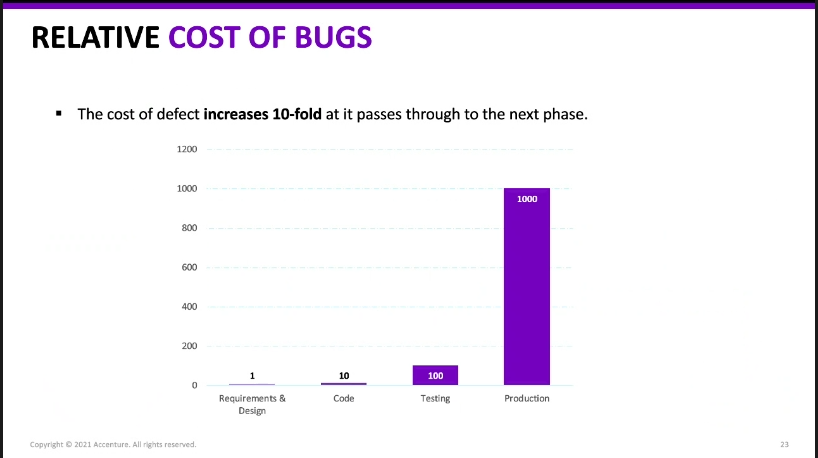 RELATIVE COST OF BUGS
▪ The cost of defect increases 10-fold at it passes through to the next phase.
1200
1000
800
600
400
200
0
1
10
100
1000
Requirements &
Design
Code
Testing
Production
Copyright © 2021 Accenture. All rights reserved.
23